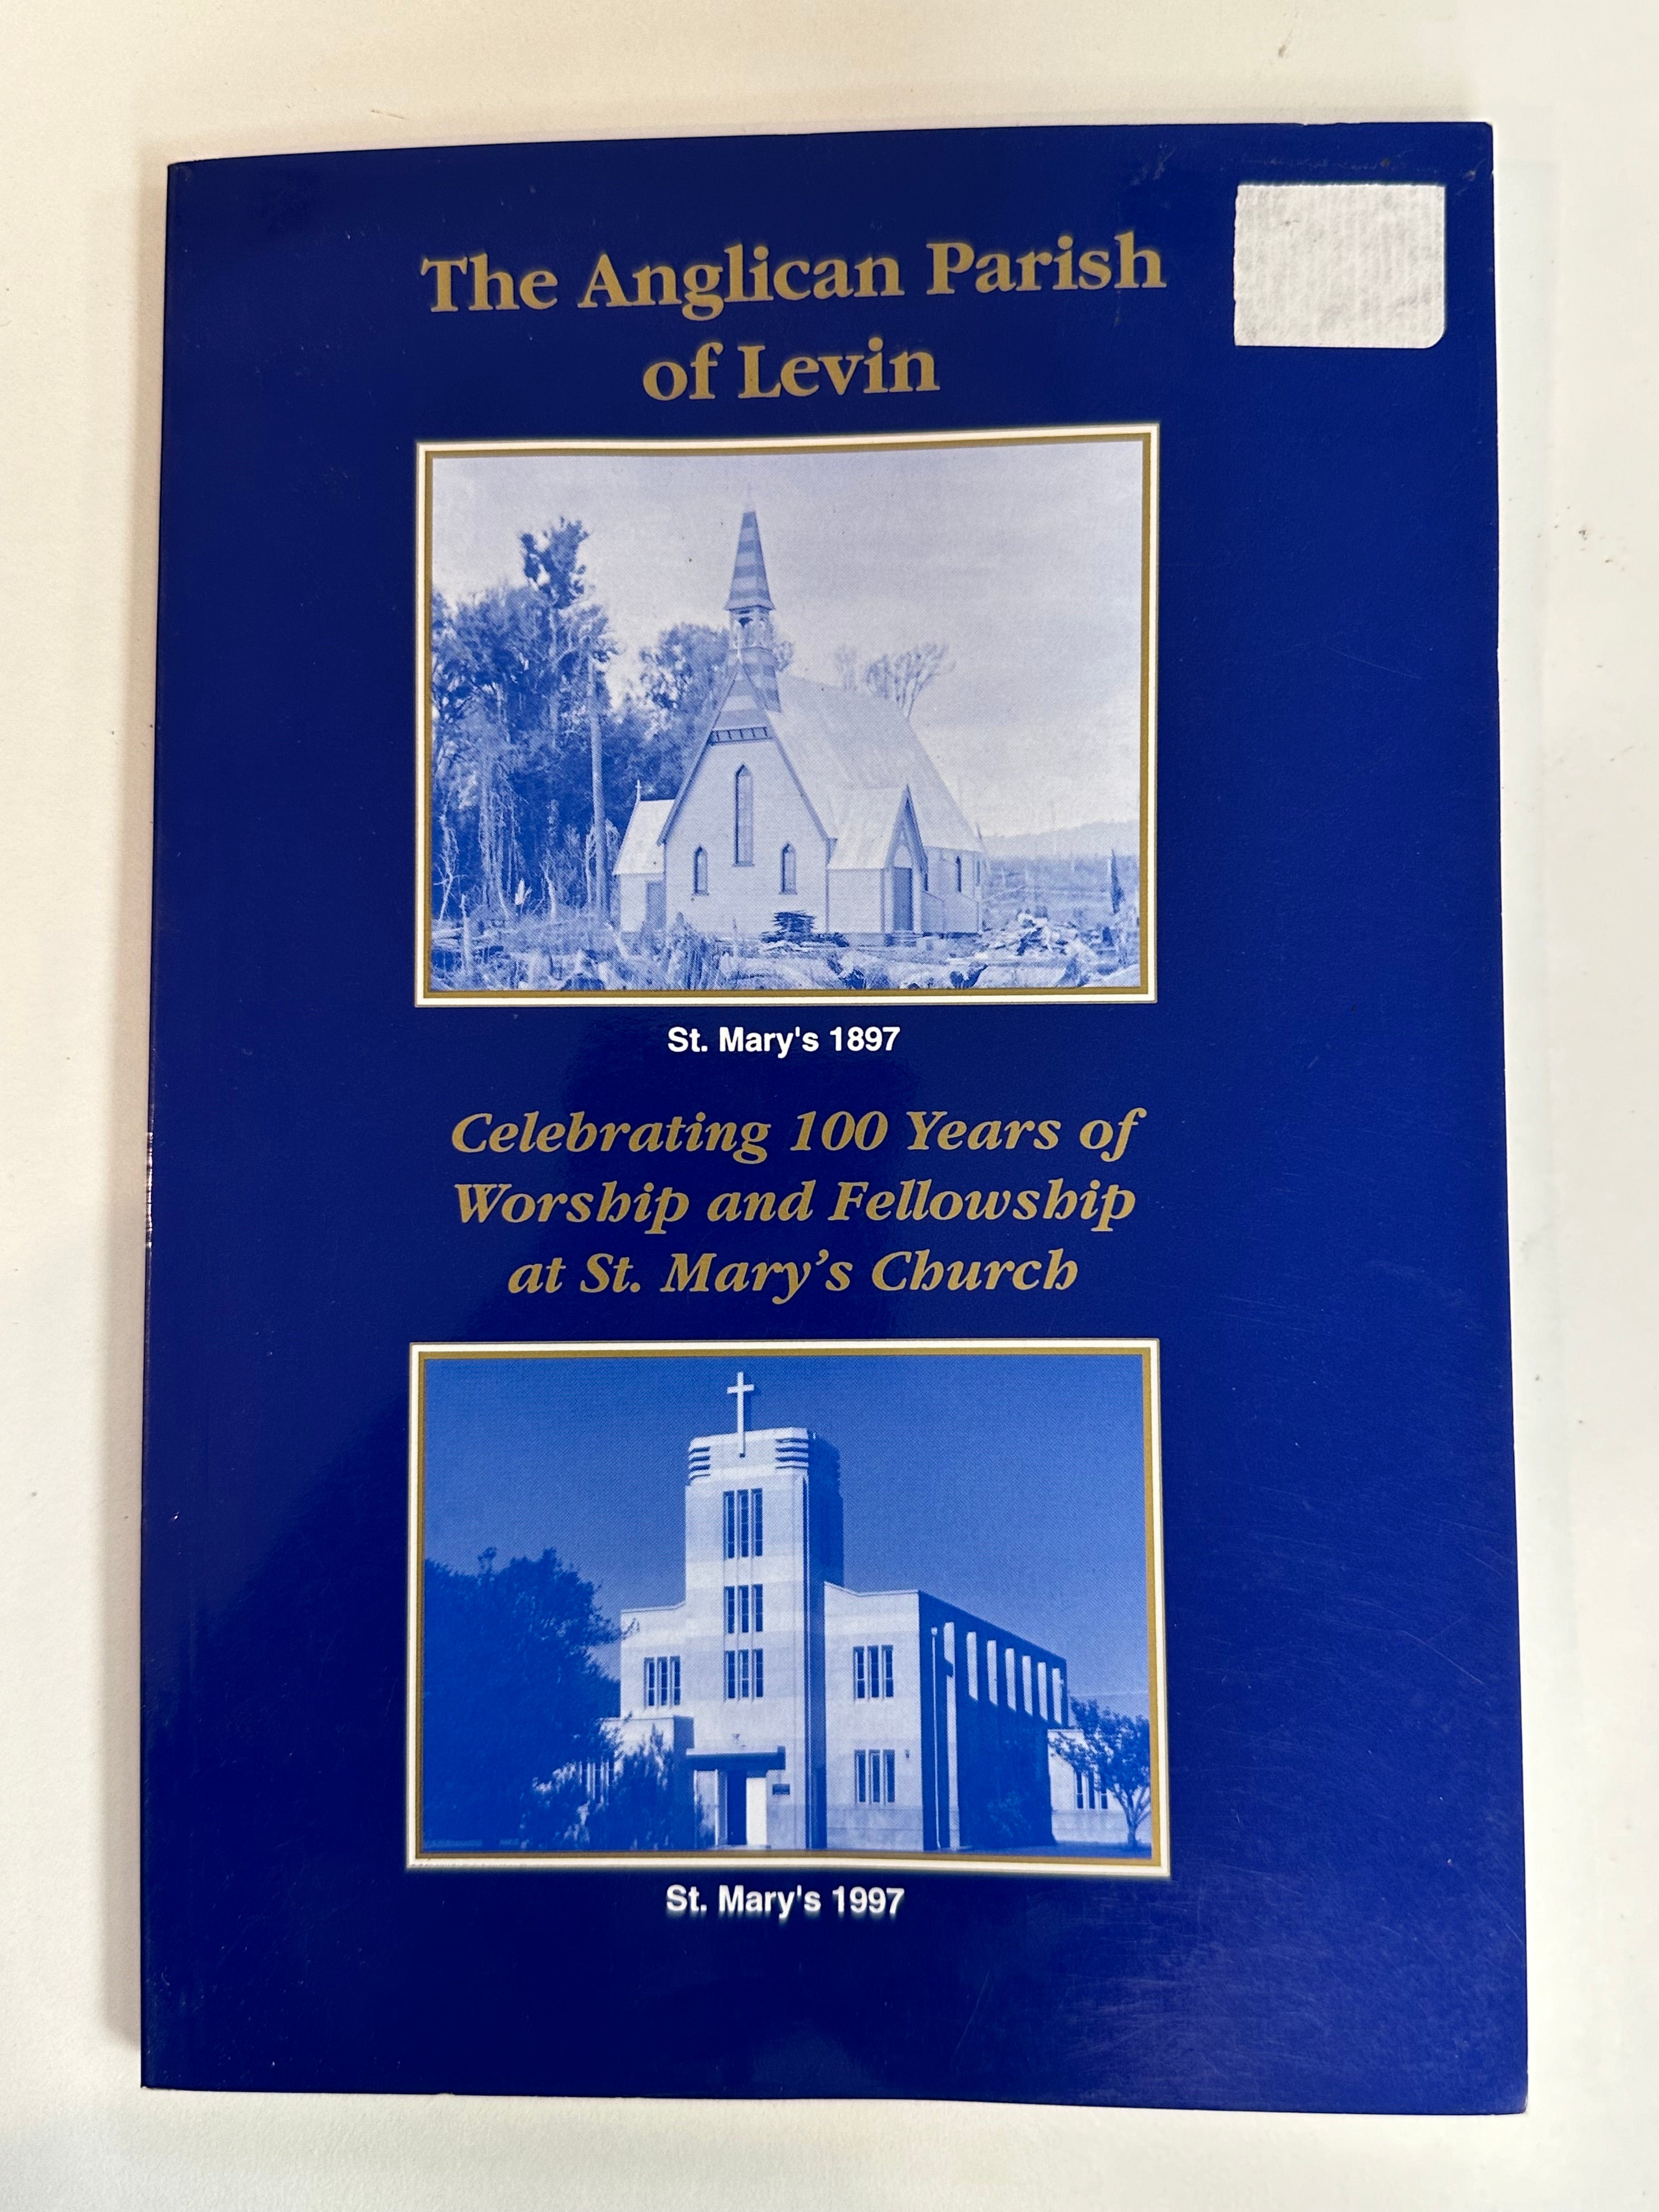 The Anglican Parish
of Levin
St. Mary's 1897
Celebrating 100 Years of
Worship and Fellowship
at St. Mary’s Church
St. Mary's 1997